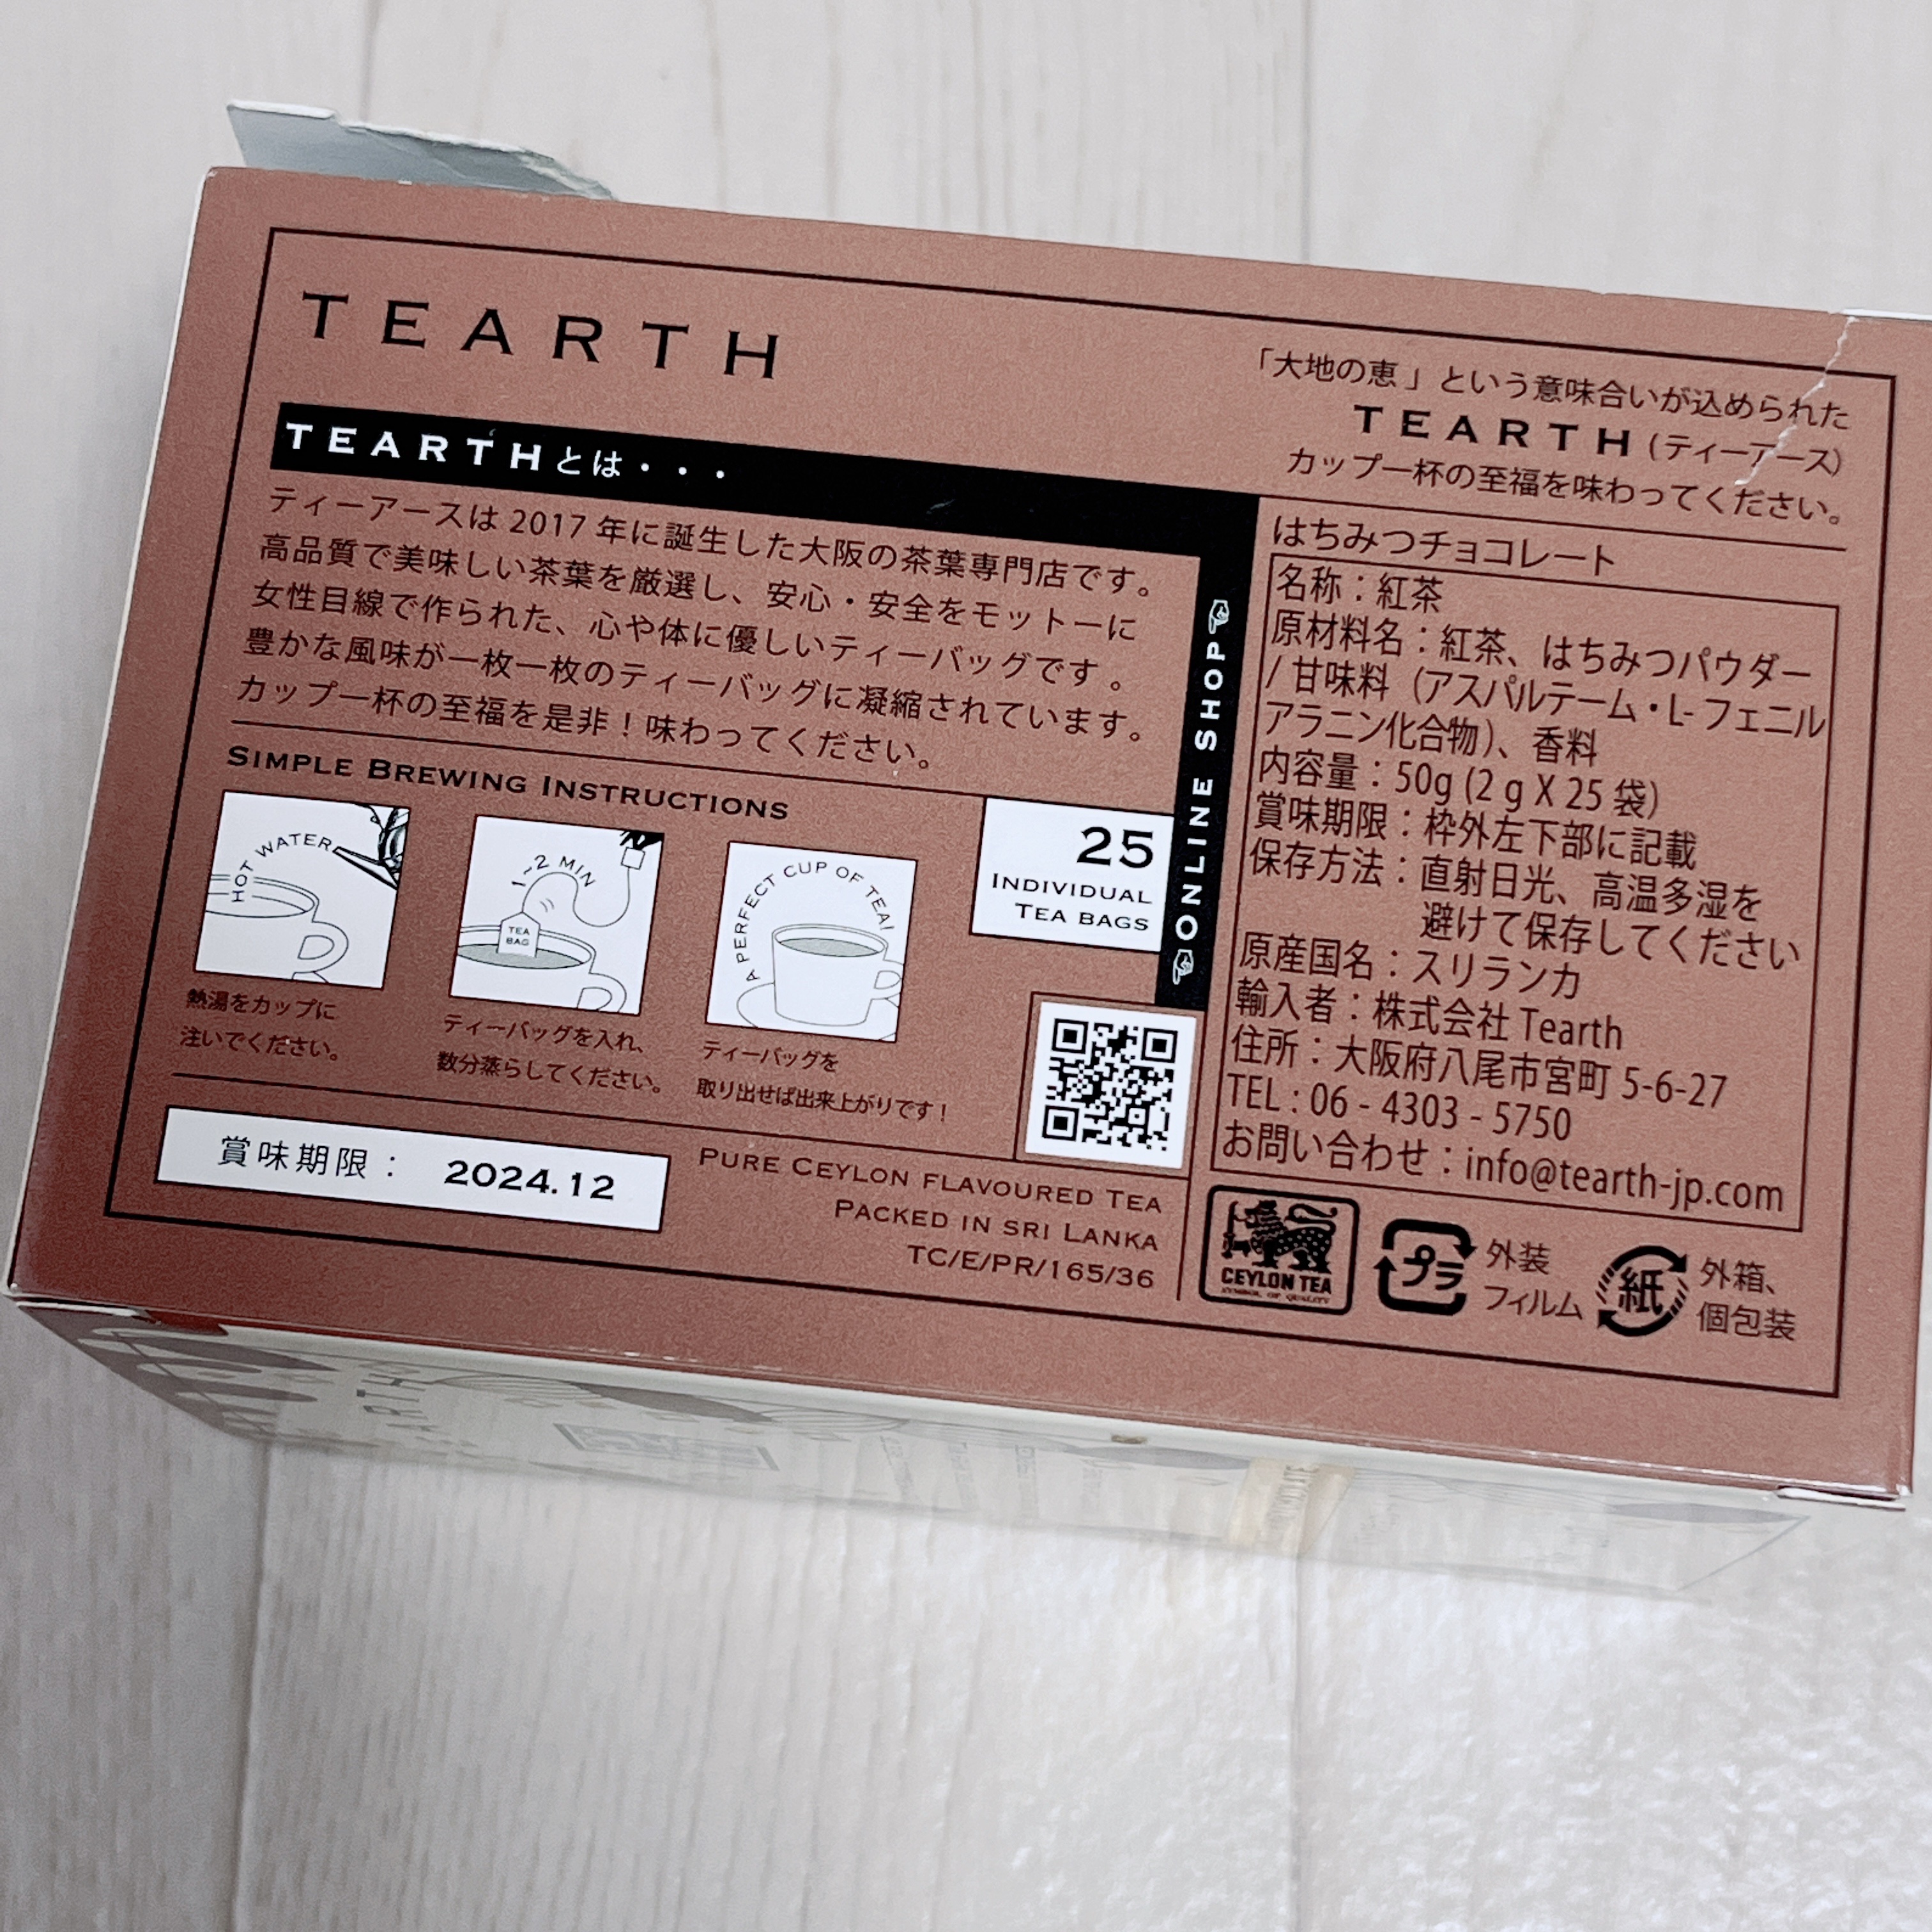 TEARTH
「大地の恵」という意味合いが込められた
TEARTH(ティーアース)
カップ一杯の至福を味わってください。
TEARTHとは・・・
ティーアースは 2017 年に誕生した大阪の茶葉専門店です。
高品質で美味しい茶葉を厳選し、安心・安全をモットーに
女性目線で作られた、心や体に優しいティーバッグです。
豊かな風味が一枚一枚のティーバッグに凝縮されています。
カップ一杯の至福を是非！味わってください。
SIMPLE BREWING INSTRUCTIONS
HOT WATER
熱湯をカップに
注いでください。
1~2 MIN
TEA
BAG
ティーバッグを入れ、
数分蒸らしてください。
A PERFECT CUP OF TEA!
ティーバッグを
取り出せば出来上がりです！
25
INDIVIDUAL
TEA BAGS
ONLINE SHOP
賞味期限： 2024.12
PURE CEYLON FLAVOURED TEA
PACKED IN SRI LANKA
TC/E/PR/165/36
はちみつチョコレート
名称：紅茶
原材料名：紅茶、はちみつパウダー
/ 甘味料（アスパルテーム・L-フェニル
アラニン化合物）、香料
内容量：50g (2 g X 25 袋)
賞味期限：枠外左下部に記載
保存方法：直射日光、高温多湿を
避けて保存してください
原産国名：スリランカ
輸入者：株式会社 Tearth
住所：大阪府八尾市宮町 5-6-27
TEL : 06 - 4303 - 5750
お問い合わせ：info@tearth-jp.com
CEYLON TEA
SYMBOL OF QUALITY
プラ
外装
フィルム
紙
外箱、
個包装